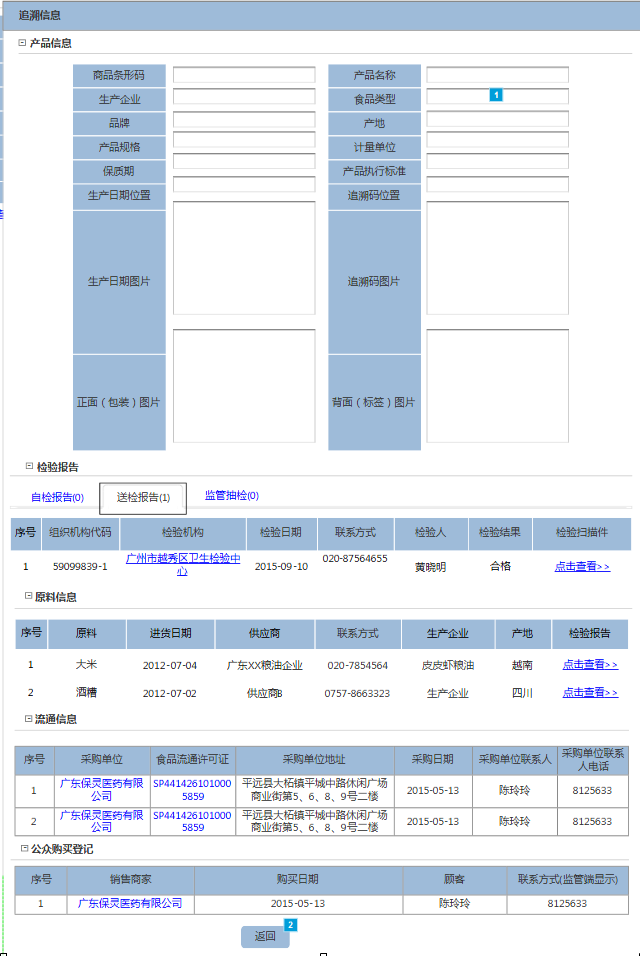 追溯信息
产品信息
商品条形码 产品名称
生产企业 食品类型 1
品牌 产地
产品规格 计量单位
保质期 产品执行标准
生产日期位置 追溯码位置
生产日期图片 追溯码图片
正面（包装）图片 背面（标签）图片
检验报告
自检报告(0) 送检报告(1) 监管抽检(0)
序号 组织机构代码 检验机构 检验日期 联系方式 检验人 检验结果 检验扫描件
1 59099839-1 广州市越秀区卫生检验中 2015-09-10 020-87564655 黄晓明 合格 点击查看>>
心
原料信息
序号 原料 进货日期 供应商 联系方式 生产企业 产地 检验报告
1 大米 2012-07-04 广东XX粮油企业 020-7854564 皮皮虾粮油 越南 点击查看>>
2 酒糟 2012-07-02 供应商B 0757-8663323 生产企业 四川 点击查看>>
流通信息
序号 采购单位 食品流通许可证 采购单位地址 采购日期 采购单位联系人 采购单位联系
人电话
1 广东保灵医药有限 SP441426101000 平远县大柘镇平城中路休闲广场 2015-05-13 陈玲玲 8125633
公司 5859 商业街第5、6、8、9号二楼
2 广东保灵医药有限 SP441426101000 平远县大柘镇平城中路休闲广场 2015-05-13 陈玲玲 8125633
公司 5859 商业街第5、6、8、9号二楼
公众购买登记
序号 销售商家 购买日期 顾客 联系方式(监管端显示)
1 广东保灵医药有限公司 2015-05-13 陈玲玲 8125633
返回 2